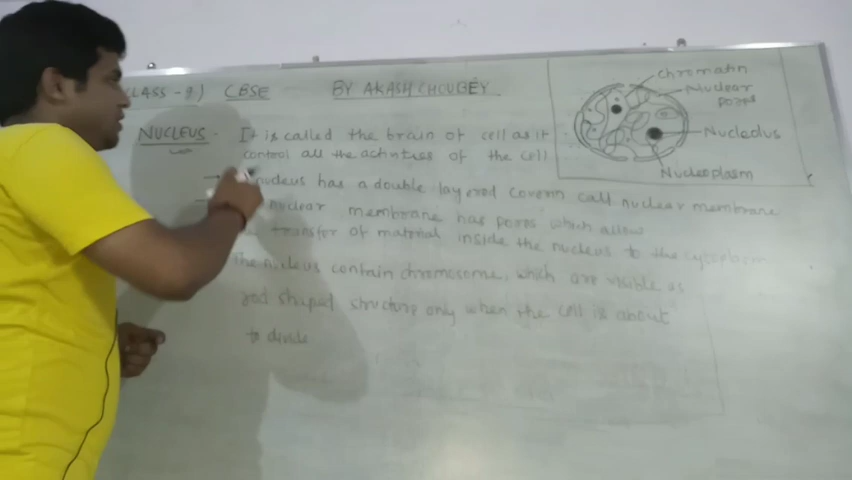 CLASS - 9.) CBSE BY AKASH CHOUBEY
NUCLEUS - It is called the brain of cell as it
control all the activities of the cell
→ nucleus has a double layered coverin call nuclear membrane
nuclear membrane has pores which allow
transfer of material inside the nucleus to the cytoplasm
The nucleus contain chromosome, which are visible as
rod shaped structure only when the cell is about
to divide
chromatin
Nuclear
pores
Nucleolus
Nucleoplasm